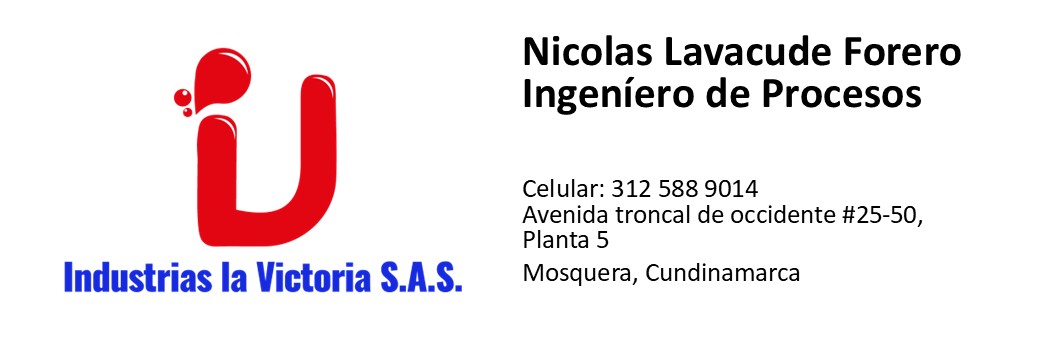 Nicolas Lavacude Forero
Ingeníero de Procesos
Celular: 312 588 9014
Avenida troncal de occidente #25-50,
Planta 5
Mosquera, Cundinamarca
Industrias la Victoria S.A.S.